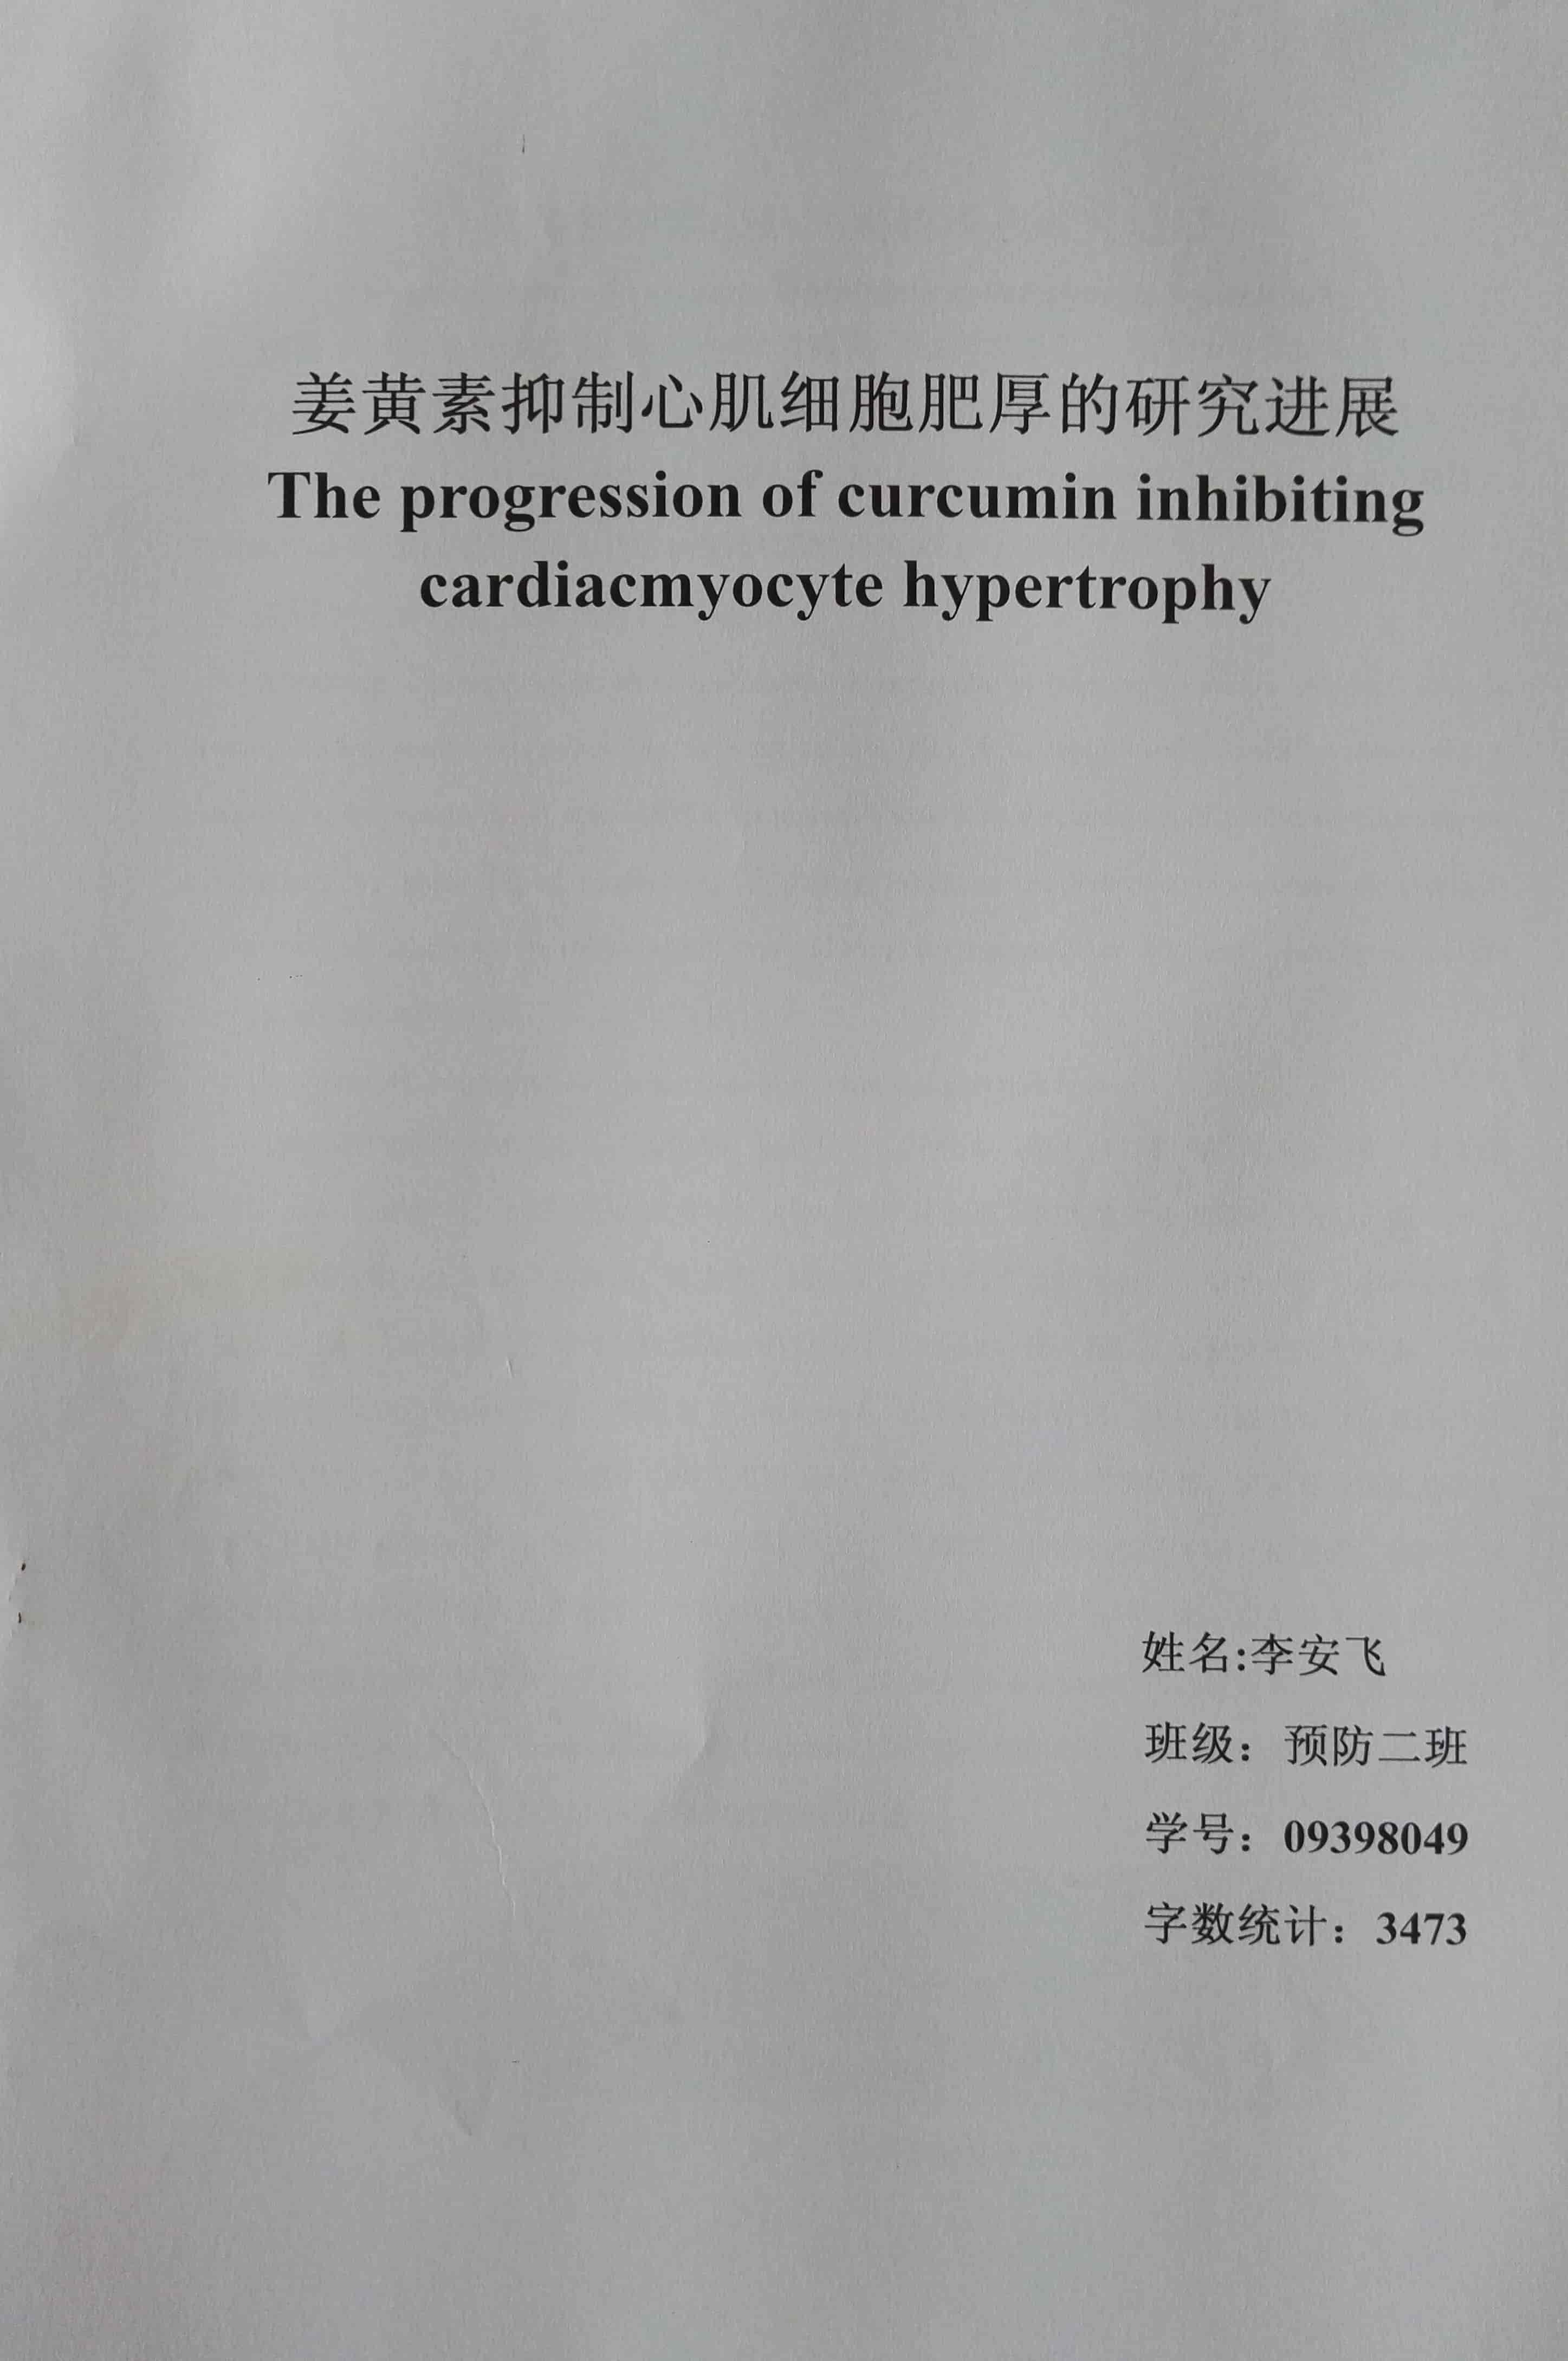 姜黄素抑制心肌细胞肥厚的研究进展
The progression of curcumin inhibiting
cardiacmyocyte hypertrophy
姓名:李安飞
班级：预防二班
学号：09398049
字数统计：3473